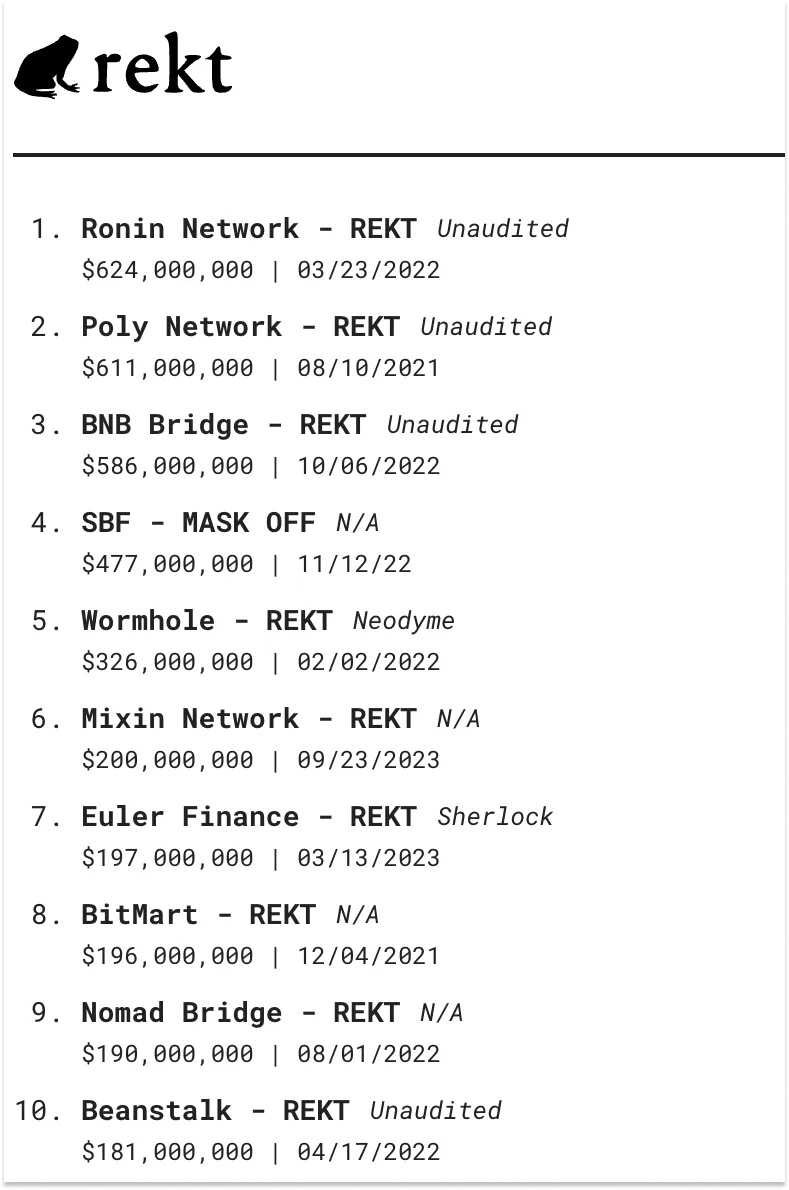 rekt
1. Ronin Network - REKT Unaudited
$624,000,000 | 03/23/2022
2. Poly Network - REKT Unaudited
$611,000,000 | 08/10/2021
3. BNB Bridge - REKT Unaudited
$586,000,000 | 10/06/2022
4. SBF - MASK OFF N/A
$477,000,000 | 11/12/22
5. Wormhole - REKT Neodyme
$326,000,000 | 02/02/2022
6. Mixin Network - REKT N/A
$200,000,000 | 09/23/2023
7. Euler Finance - REKT Sherlock
$197,000,000 | 03/13/2023
8. BitMart - REKT N/A
$196,000,000 | 12/04/2021
9. Nomad Bridge - REKT N/A
$190,000,000 | 08/01/2022
10. Beanstalk - REKT Unaudited
$181,000,000 | 04/17/2022